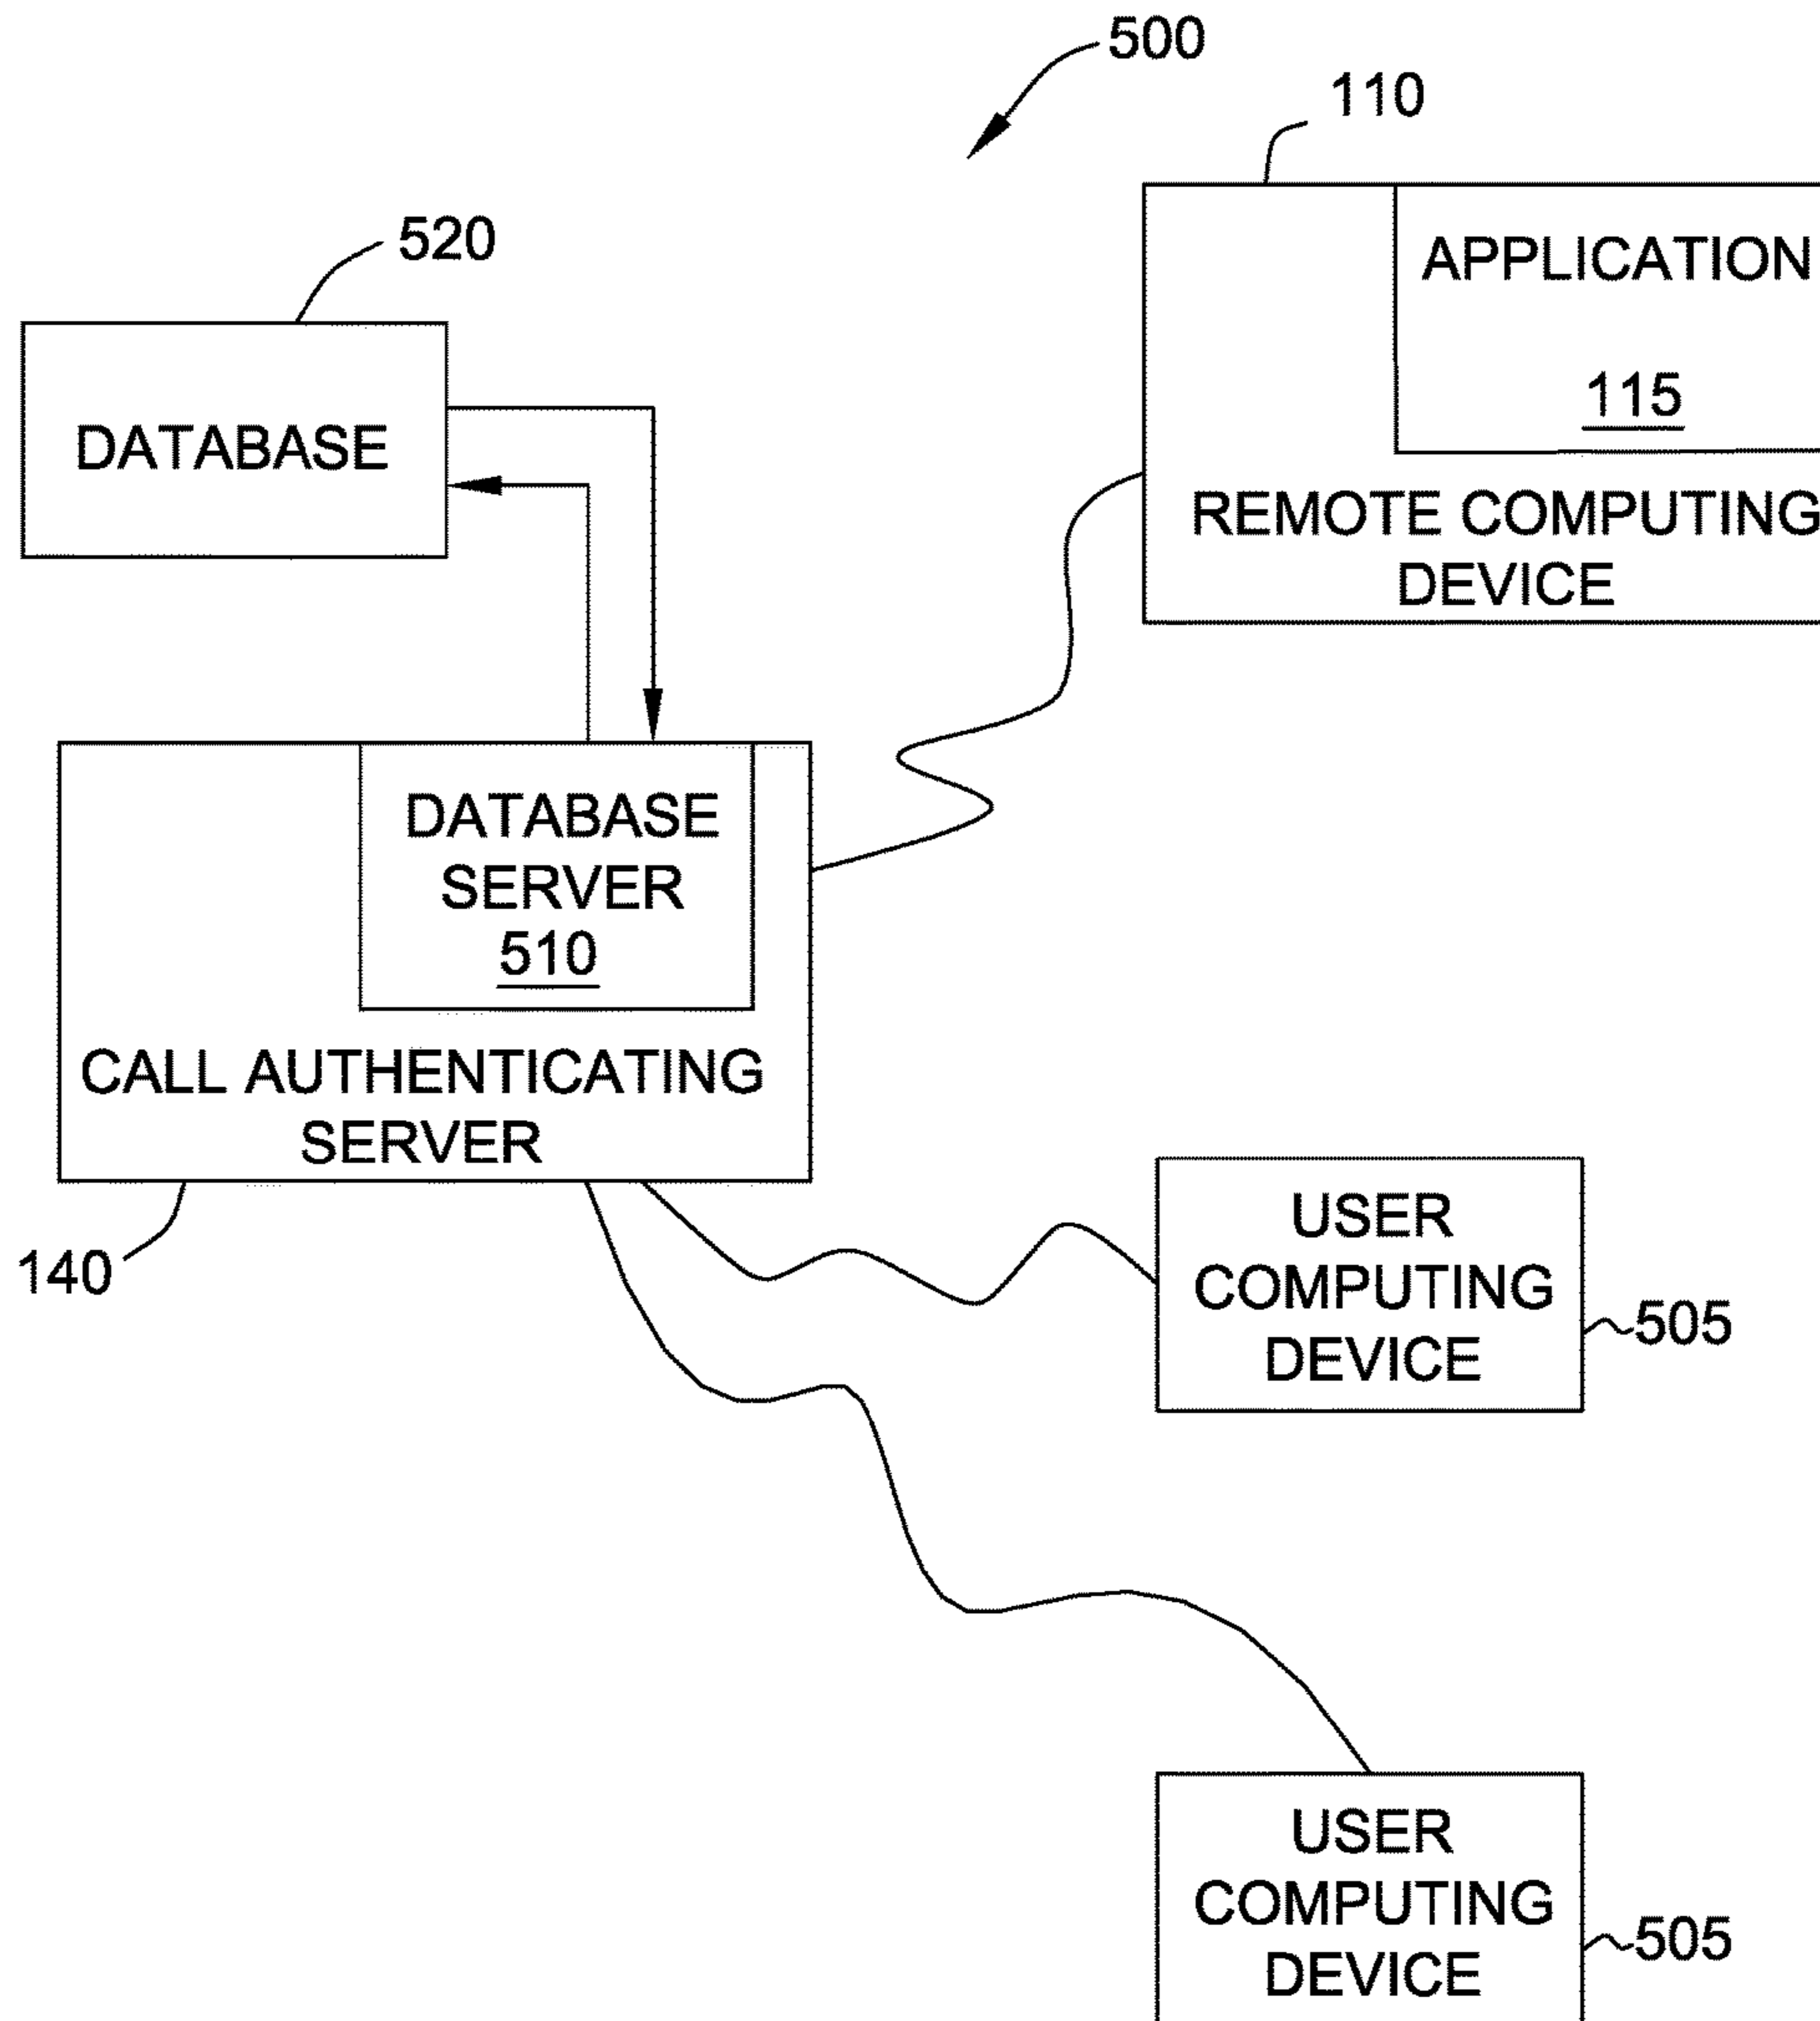 500
110
520
APPLICATION
115
DATABASE
REMOTE COMPUTING
DEVICE
DATABASE
SERVER
510
CALL AUTHENTICATING
SERVER
140
USER
COMPUTING
DEVICE
505
USER
COMPUTING
DEVICE
505